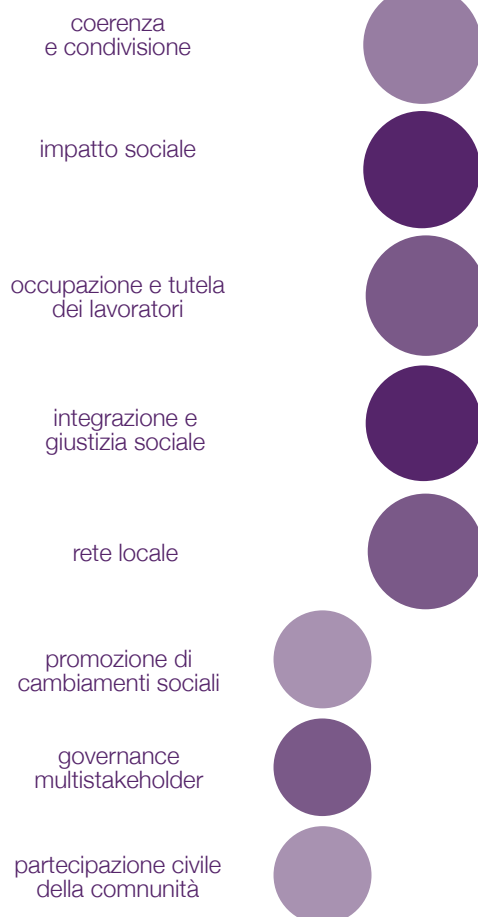 coerenza
e condivisione
impatto sociale
occupazione e tutela
dei lavoratori
integrazione e
giustizia sociale
rete locale
promozione di
cambiamenti sociali
governance
multistakeholder
partecipazione civile
della comnunità